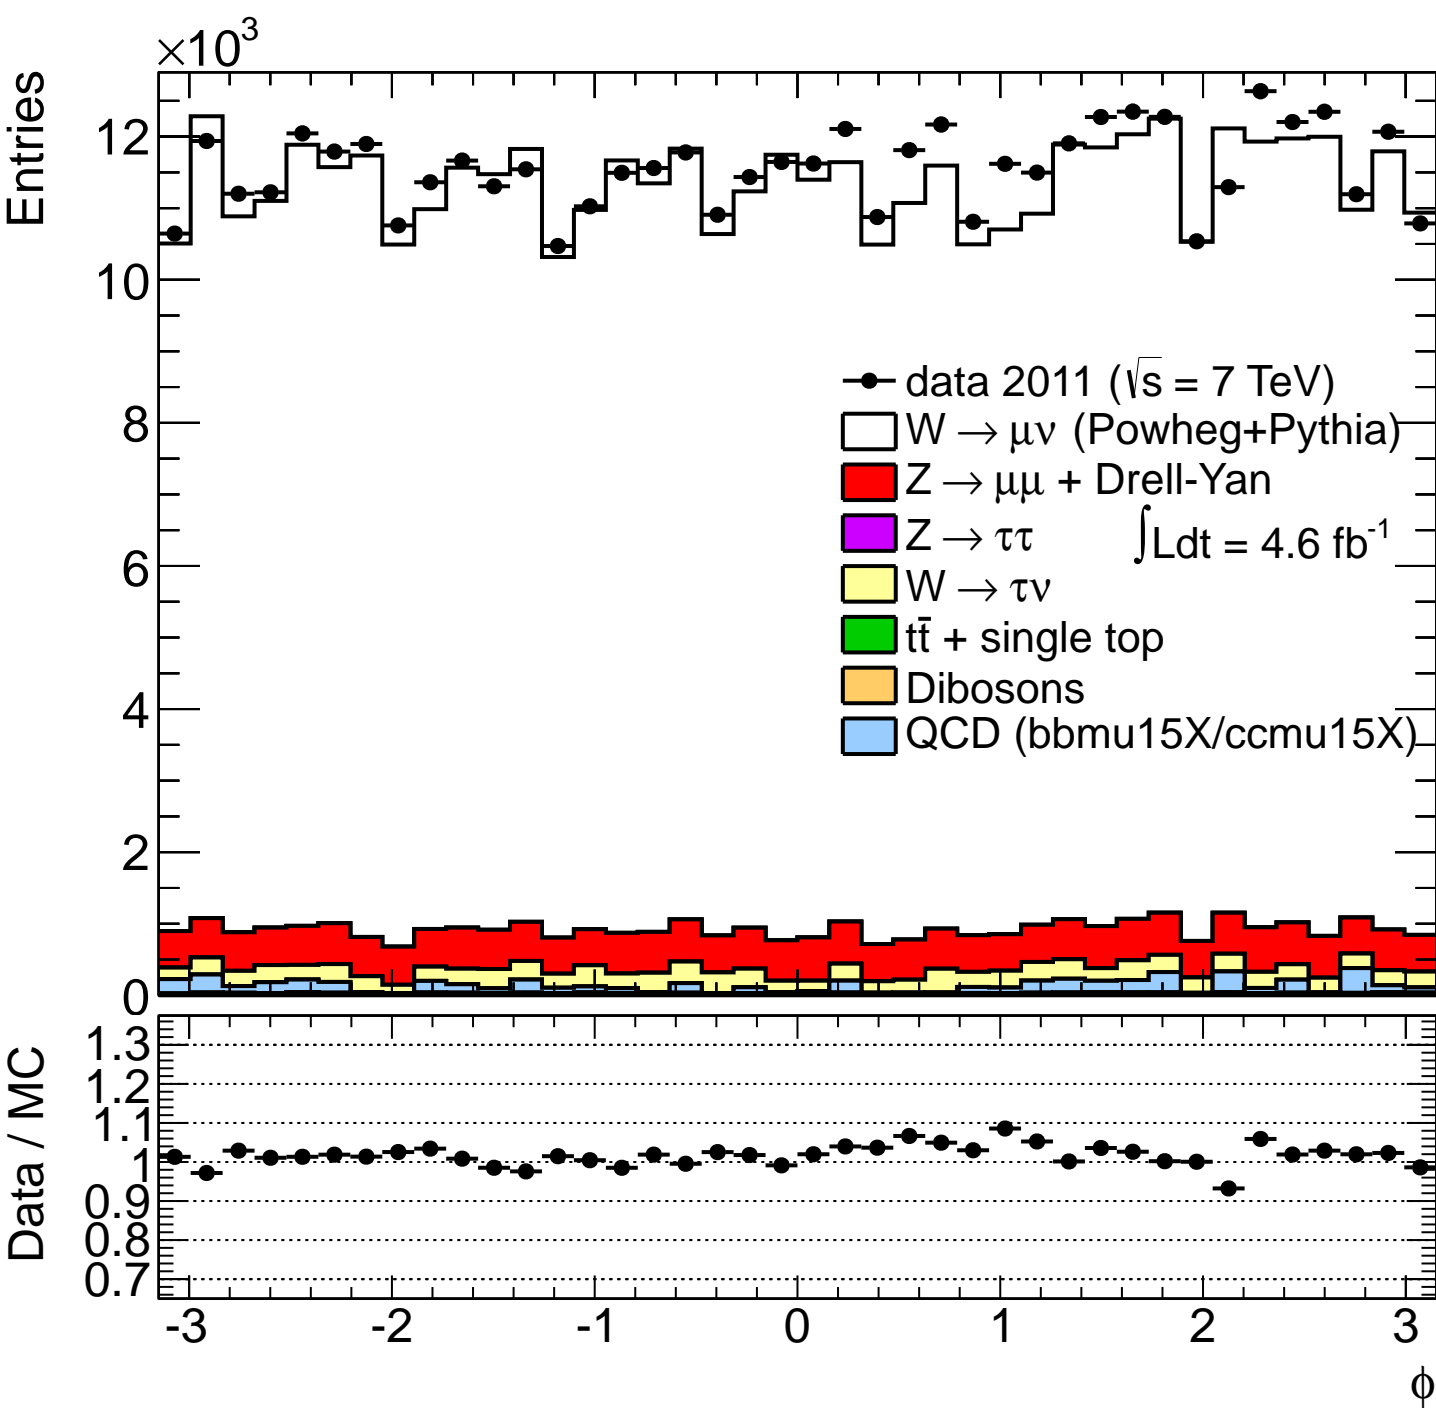 ×10³
Entries
12
10
8
6
4
2
0
data 2011 (√s = 7 TeV)
W → μν (Powheg+Pythia)
Z → μμ + Drell-Yan
Z → ττ
∫Ldt = 4.6 fb⁻¹
W → τν
tt̄ + single top
Dibosons
QCD (bbmu15X/ccmu15X)
Data / MC
1.3
1.2
1.1
1
0.9
0.8
0.7
-3 -2 -1 0 1 2 3
ϕ